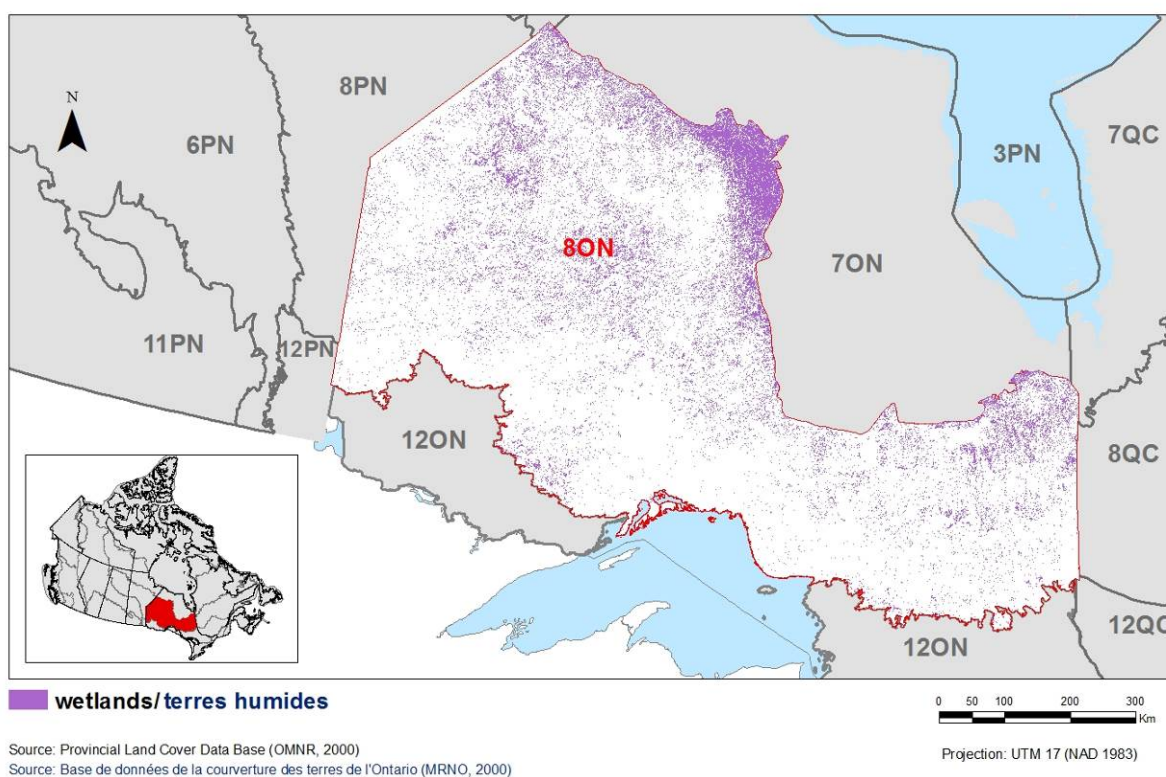 N
8PN
6PN
3PN
7QC
8ON
7ON
11PN
12PN
12ON
8QC
12ON
12QC
wetlands/terres humides
0 50 100 200 300
Km
Source: Provincial Land Cover Data Base (OMNR, 2000)
Source: Base de données de la courverture des terres de l'Ontario (MRNO, 2000)
Projection: UTM 17 (NAD 1983)